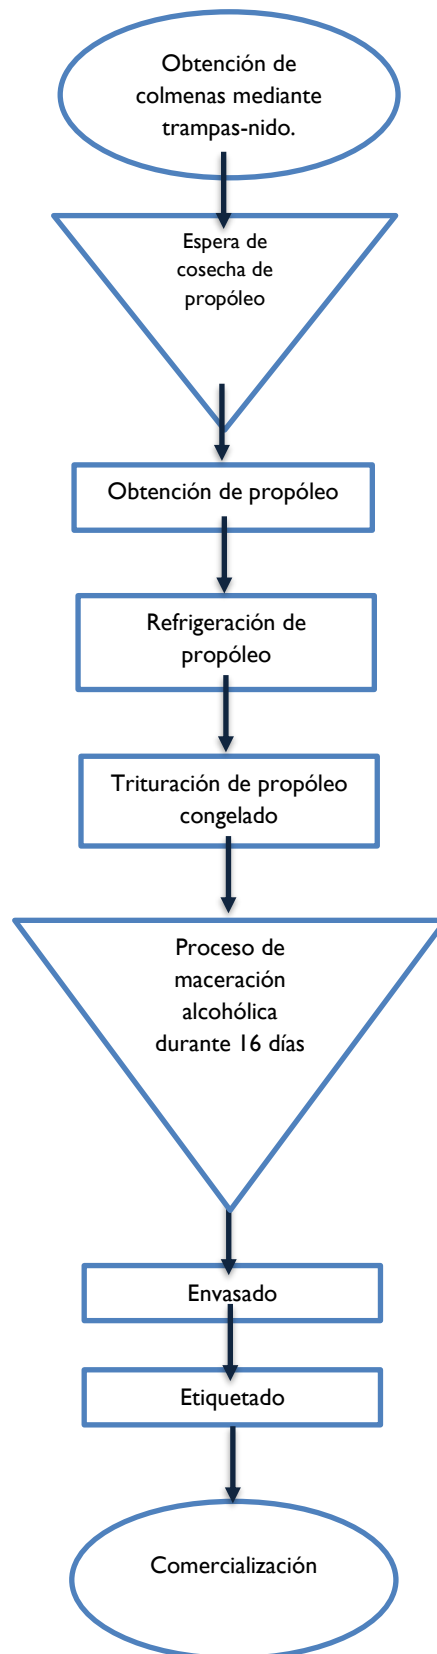 Obtención de
colmenas mediante
trampas-nido.
Espera de
cosecha de
propóleo
Obtención de propóleo
Refrigeración de
propóleo
Trituración de propóleo
congelado
Proceso de
maceración
alcohólica
durante 16 días
Envasado
Etiquetado
Comercialización